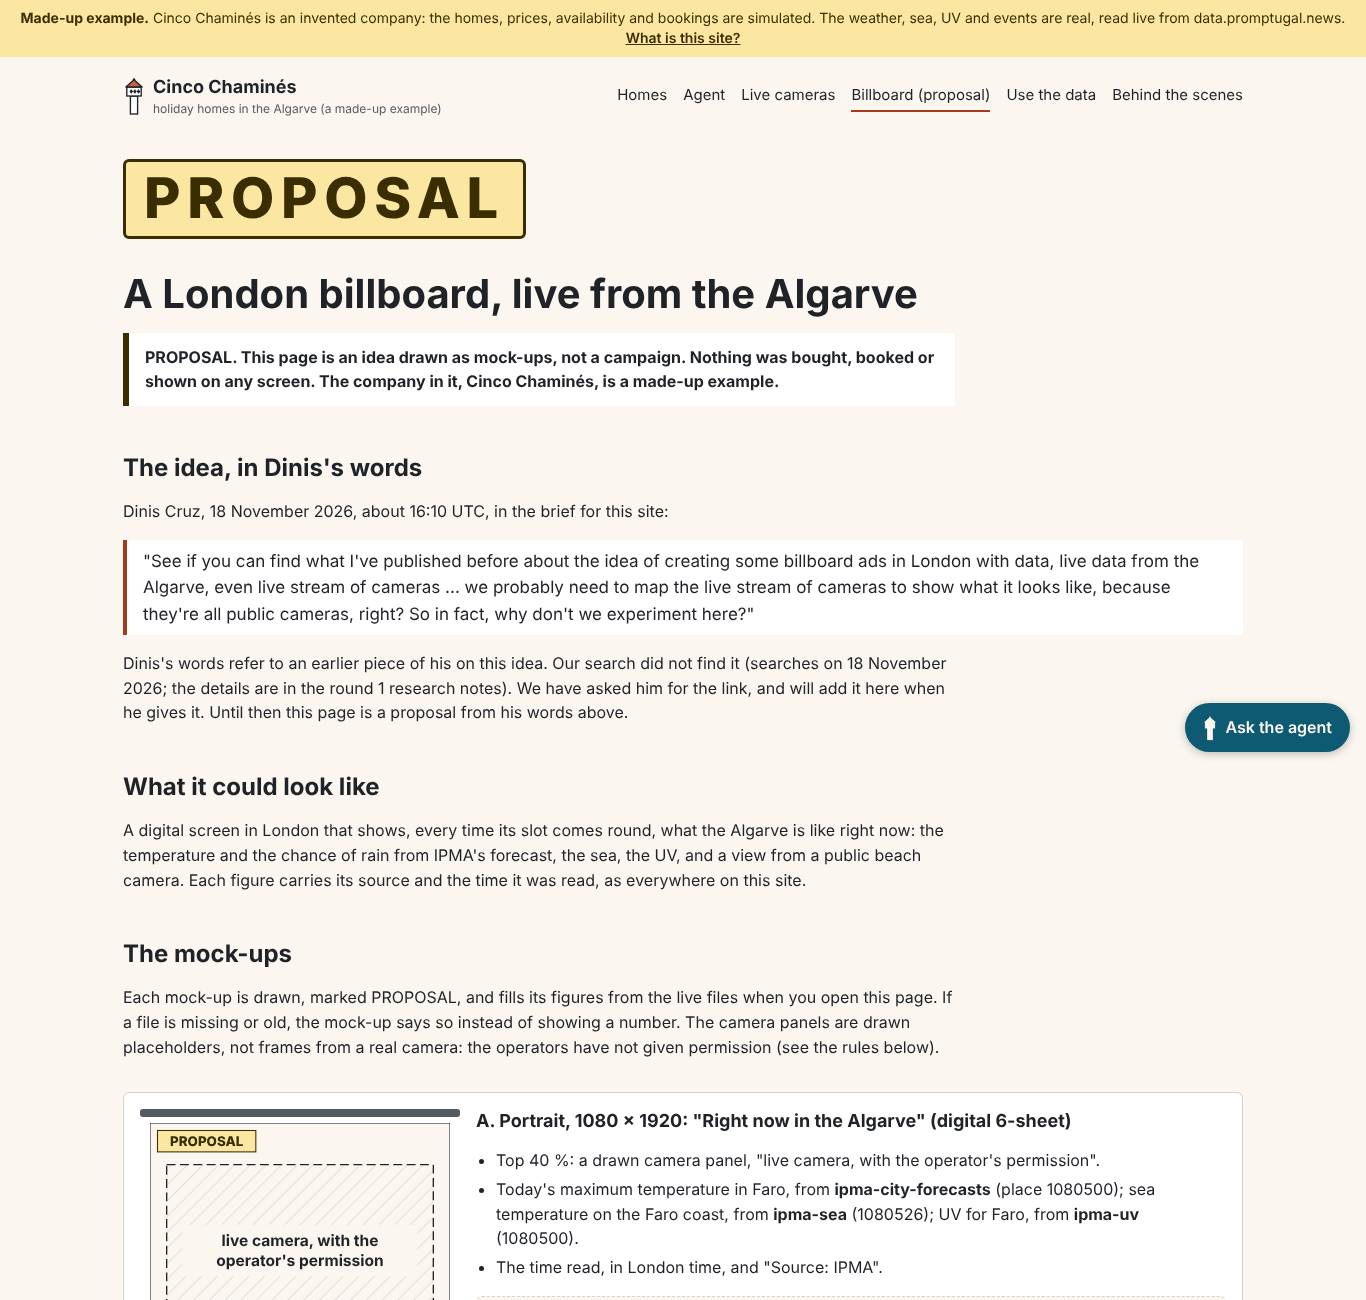 Made-up example. Cinco Chaminés is an invented company: the homes, prices, availability and bookings are simulated. The weather, sea, UV and events are real, read live from data.promptugal.news.
What is this site?
Cinco Chaminés
holiday homes in the Algarve (a made-up example)
Homes Agent Live cameras Billboard (proposal) Use the data Behind the scenes
PROPOSAL
A London billboard, live from the Algarve
PROPOSAL. This page is an idea drawn as mock-ups, not a campaign. Nothing was bought, booked or
shown on any screen. The company in it, Cinco Chaminés, is a made-up example.
The idea, in Dinis's words
Dinis Cruz, 18 November 2026, about 16:10 UTC, in the brief for this site:
"See if you can find what I've published before about the idea of creating some billboard ads in London with data, live data from the
Algarve, even live stream of cameras ... we probably need to map the live stream of cameras to show what it looks like, because
they're all public cameras, right? So in fact, why don't we experiment here?"
Dinis's words refer to an earlier piece of his on this idea. Our search did not find it (searches on 18 November
2026; the details are in the round 1 research notes). We have asked him for the link, and will add it here when
he gives it. Until then this page is a proposal from his words above.
Ask the agent
What it could look like
A digital screen in London that shows, every time its slot comes round, what the Algarve is like right now: the
temperature and the chance of rain from IPMA's forecast, the sea, the UV, and a view from a public beach
camera. Each figure carries its source and the time it was read, as everywhere on this site.
The mock-ups
Each mock-up is drawn, marked PROPOSAL, and fills its figures from the live files when you open this page. If
a file is missing or old, the mock-up says so instead of showing a number. The camera panels are drawn
placeholders, not frames from a real camera: the operators have not given permission (see the rules below).
PROPOSAL
live camera, with the
operator's permission
A. Portrait, 1080 × 1920: "Right now in the Algarve" (digital 6-sheet)
• Top 40 %: a drawn camera panel, "live camera, with the operator's permission".
• Today's maximum temperature in Faro, from ipma-city-forecasts (place 1080500); sea
temperature on the Faro coast, from ipma-sea (1080526); UV for Faro, from ipma-uv
(1080500).
• The time read, in London time, and "Source: IPMA".